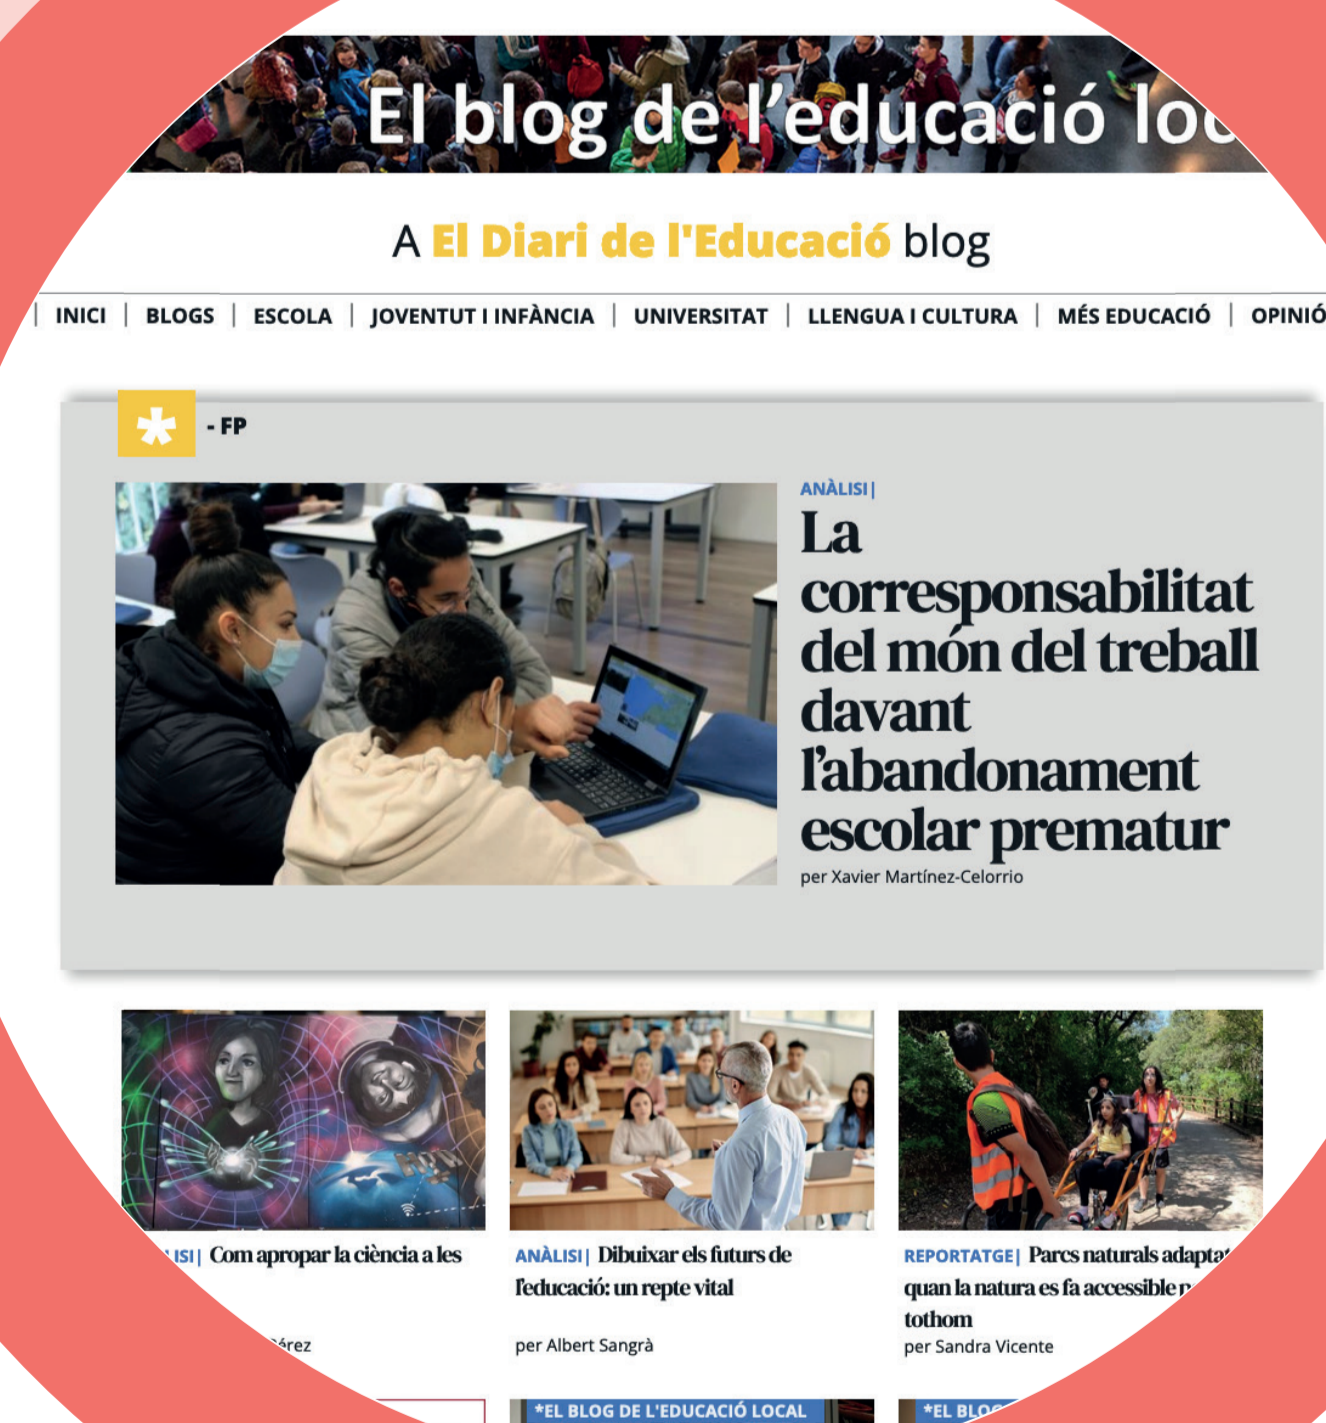 El blog de l'educació
A El Diari de l'Educació blog
| INICI | BLOGS | ESCOLA | JOVENTUT I INFÀNCIA | UNIVERSITAT | LLENGUA I CULTURA | MÉS EDUCACIÓ | OPINIÓ
* - FP
ANÀLISI|
La
corresponsabilitat
del món del treball
davant
l'abandonament
escolar prematur
per Xavier Martínez-Celorrio
Com apropar la ciència a les
ANÀLISI| Dibuixar els futurs de
l'educació: un repte vital
per Albert Sangrà
REPORTATGE| Parcs naturals
quan la natura es fa accessible
tothom
per Sandra Vicente
*EL BLOG DE L'EDUCACIÓ LOCAL
*EL